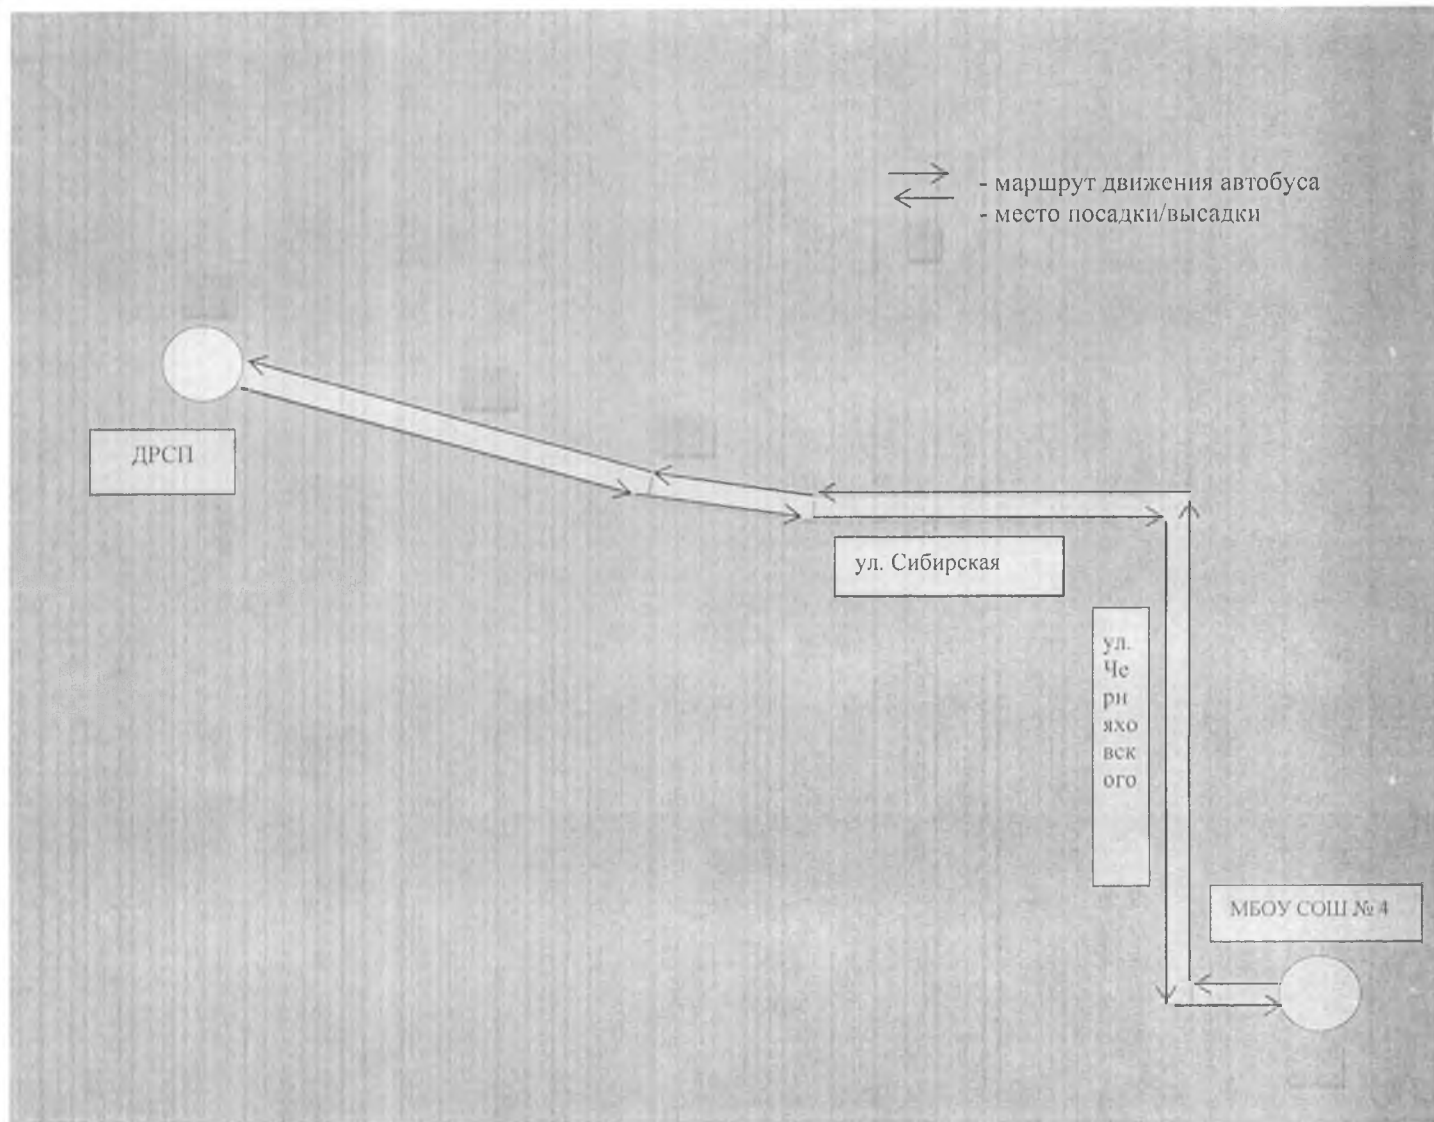 - маршрут движения автобуса
- место посадки/высадки
ДРСП
ул. Сибирская
ул.
Че
рн
яхо
вск
ого
МБОУ СОШ № 4